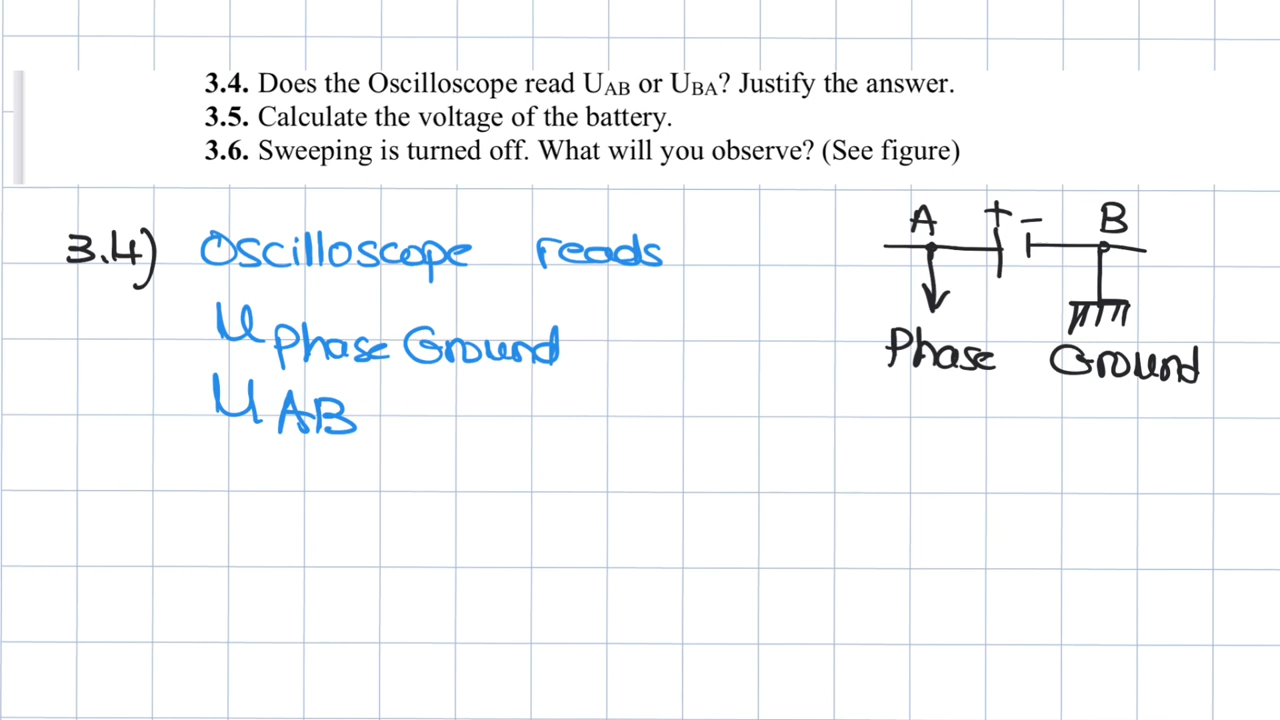 3.4. Does the Oscilloscope read UAB or UBA? Justify the answer.
3.5. Calculate the voltage of the battery.
3.6. Sweeping is turned off. What will you observe? (See figure)
3.4) Oscilloscope reads
U Phase Ground
U AB
A + - B
Phase Ground